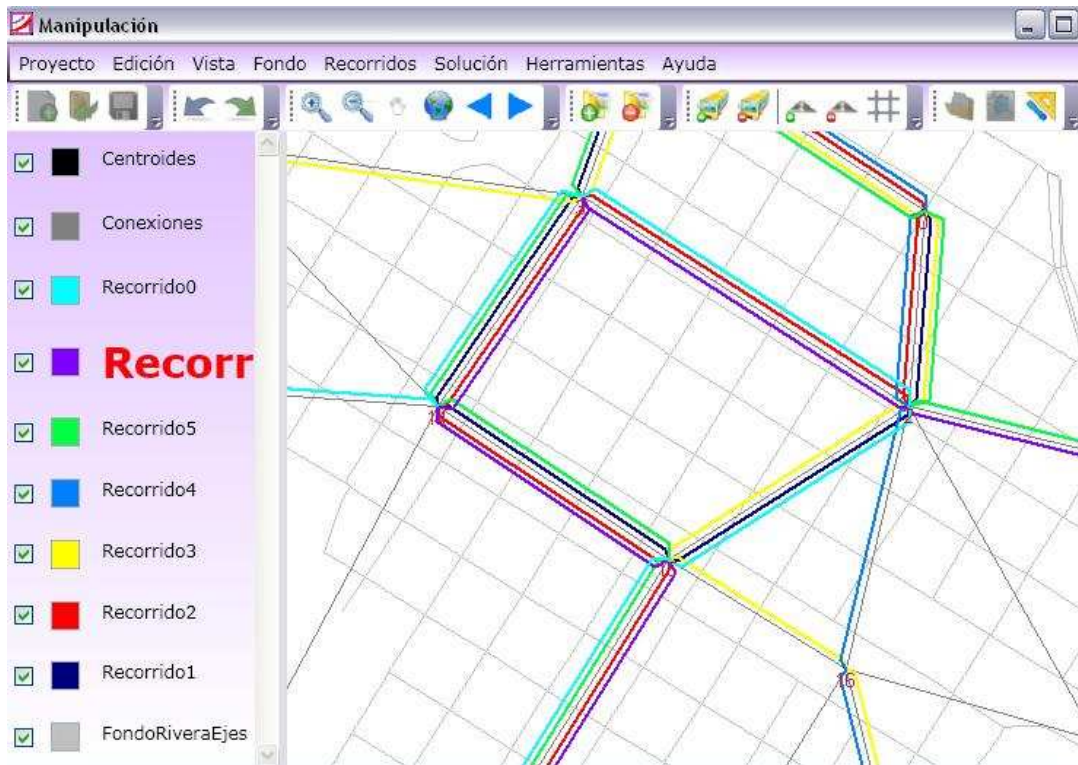 Manipulación
Proyecto Edición Vista Fondo Recorridos Solución Herramientas Ayuda
Centroides
Conexiones
Recorrido0
Recorr
Recorrido5
Recorrido4
Recorrido3
Recorrido2
Recorrido1
FondoRiveraEjes
16